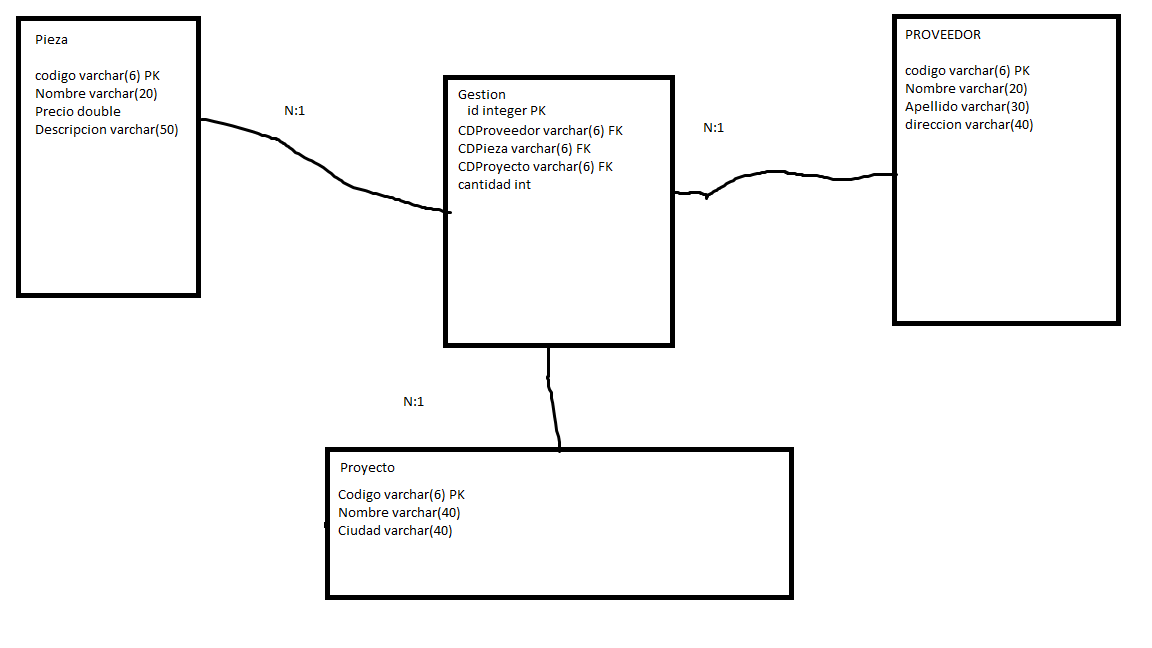 Pieza
codigo varchar(6) PK
Nombre varchar(20)
Precio double
Descripcion varchar(50)
N:1
Gestion
id integer PK
CDProveedor varchar(6) FK
CDPieza varchar(6) FK
CDProyecto varchar(6) FK
cantidad int
N:1
PROVEEDOR
codigo varchar(6) PK
Nombre varchar(20)
Apellido varchar(30)
direccion varchar(40)
N:1
Proyecto
Codigo varchar(6) PK
Nombre varchar(40)
Ciudad varchar(40)